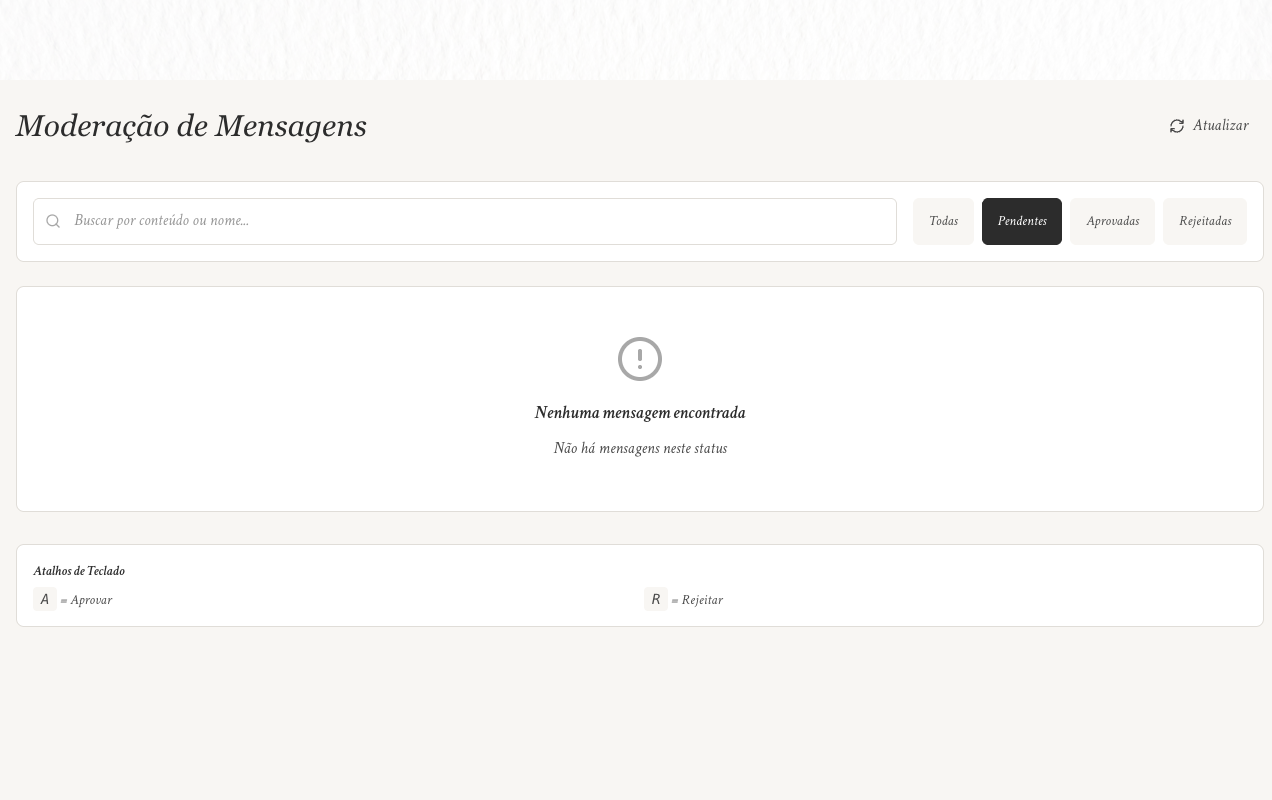 Moderação de Mensagens
Atualizar
Buscar por conteúdo ou nome...
Todas
Pendentes
Aprovadas
Rejeitadas
Nenhuma mensagem encontrada
Não há mensagens neste status
Atalhos de Teclado
A = Aprovar
R = Rejeitar